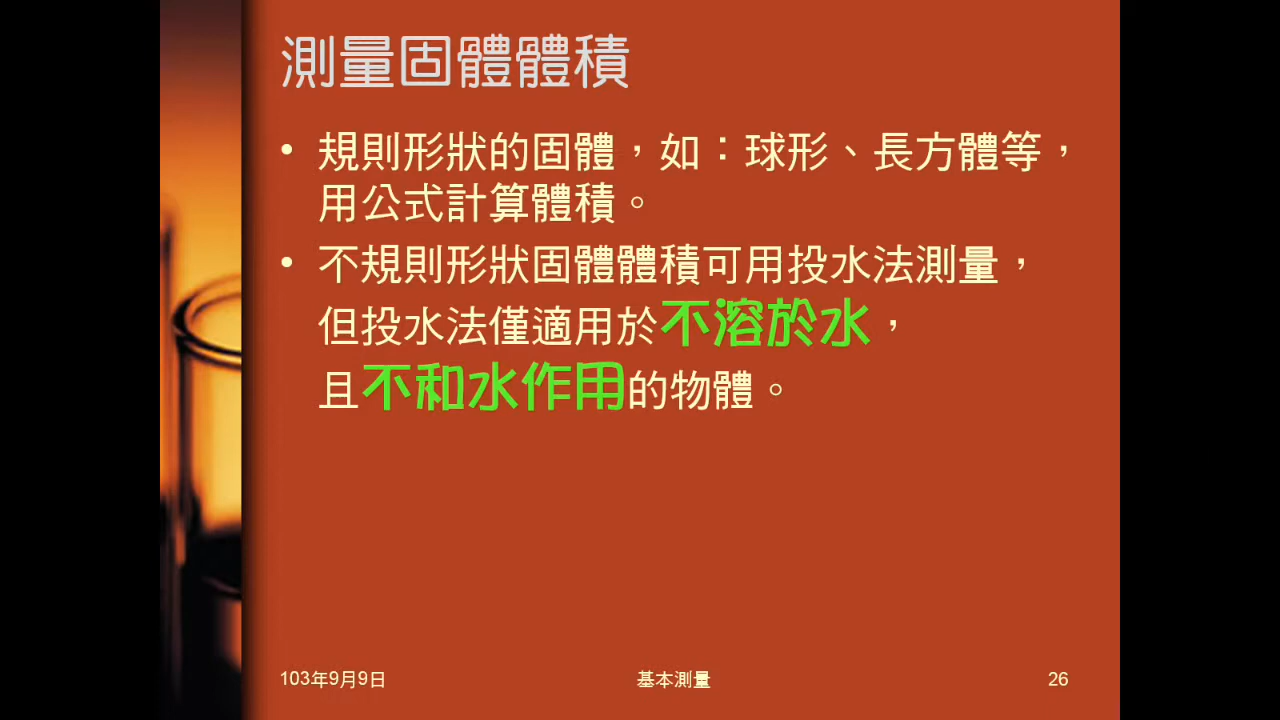 測量固體體積
• 規則形狀的固體，如：球形、長方體等，
用公式計算體積。
• 不規則形狀固體體積可用投水法測量，
但投水法僅適用於不溶於水，
且不和水作用的物體。
103年9月9日
基本測量
26